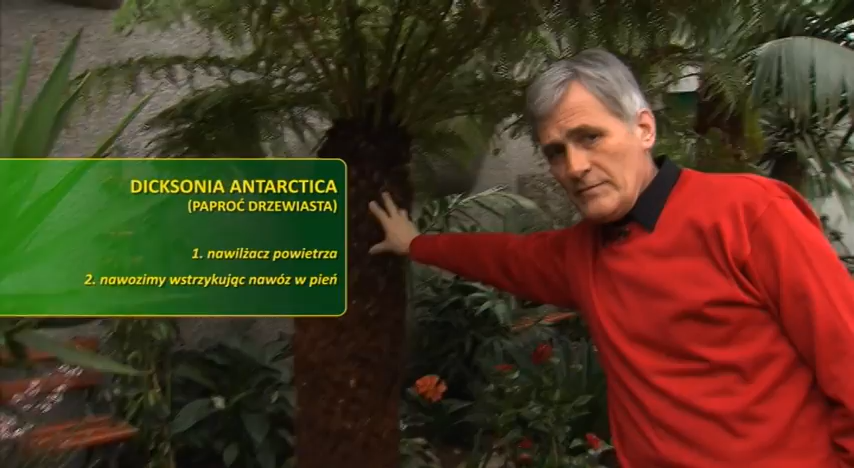 DICKSONIA ANTARCTICA
(PAPROĆ DRZEWIASTA)
1. nawilżacz powietrza
2. nawozimy wstrzykując nawóz w pień